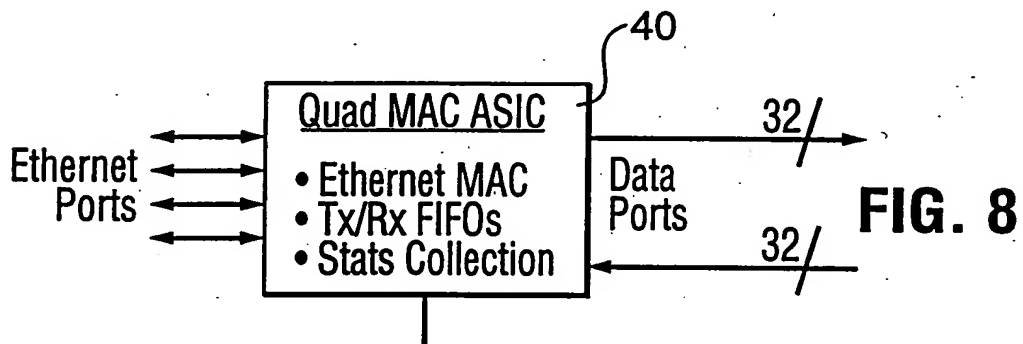 40
Quad MAC ASIC
• Ethernet MAC
• Tx/Rx FIFOs
• Stats Collection
Ethernet
Ports
32
Data
Ports
32
FIG. 8